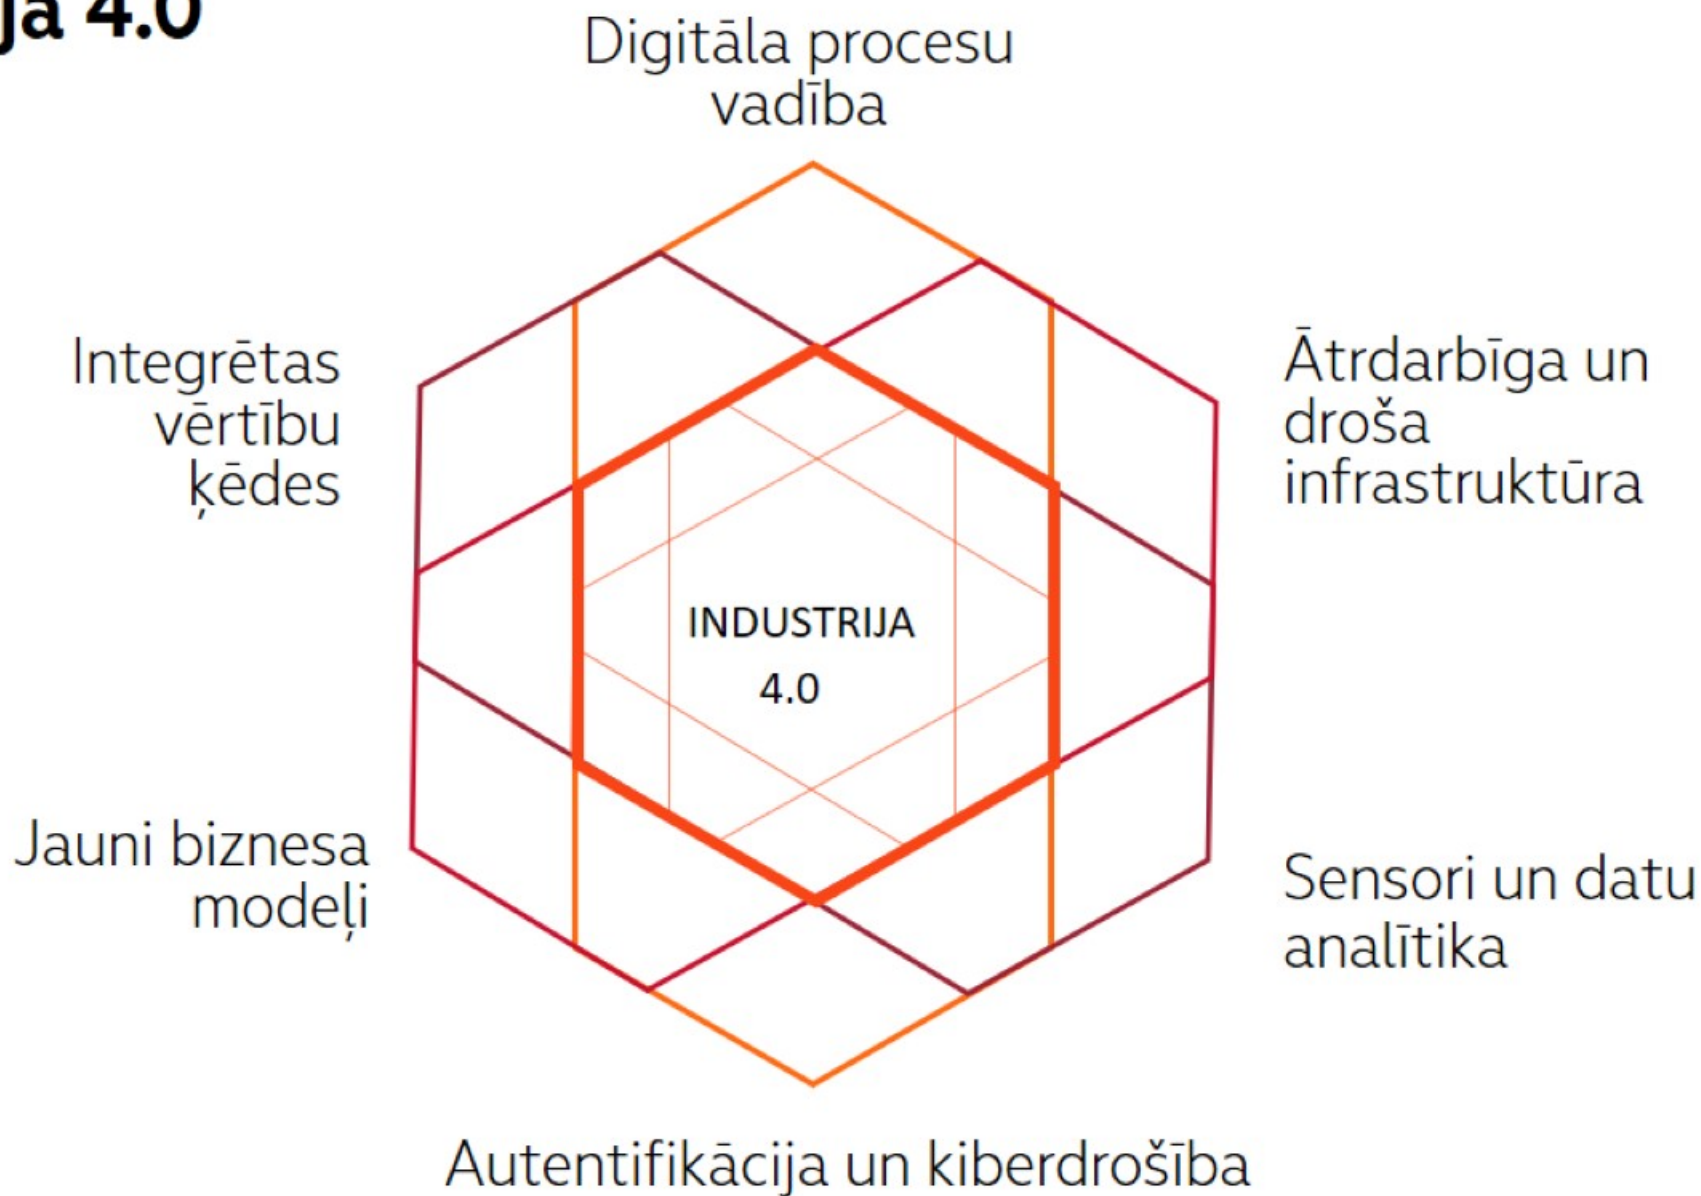 ja 4.0
Digitāla procesu
vadība
Integrētas
vērtību
ķēdes
Ātrdarbīga un
droša
infrastruktūra
INDUSTRIJA
4.0
Jauni biznesa
modeļi
Sensori un datu
analītika
Autentifikācija un kiberdrošība